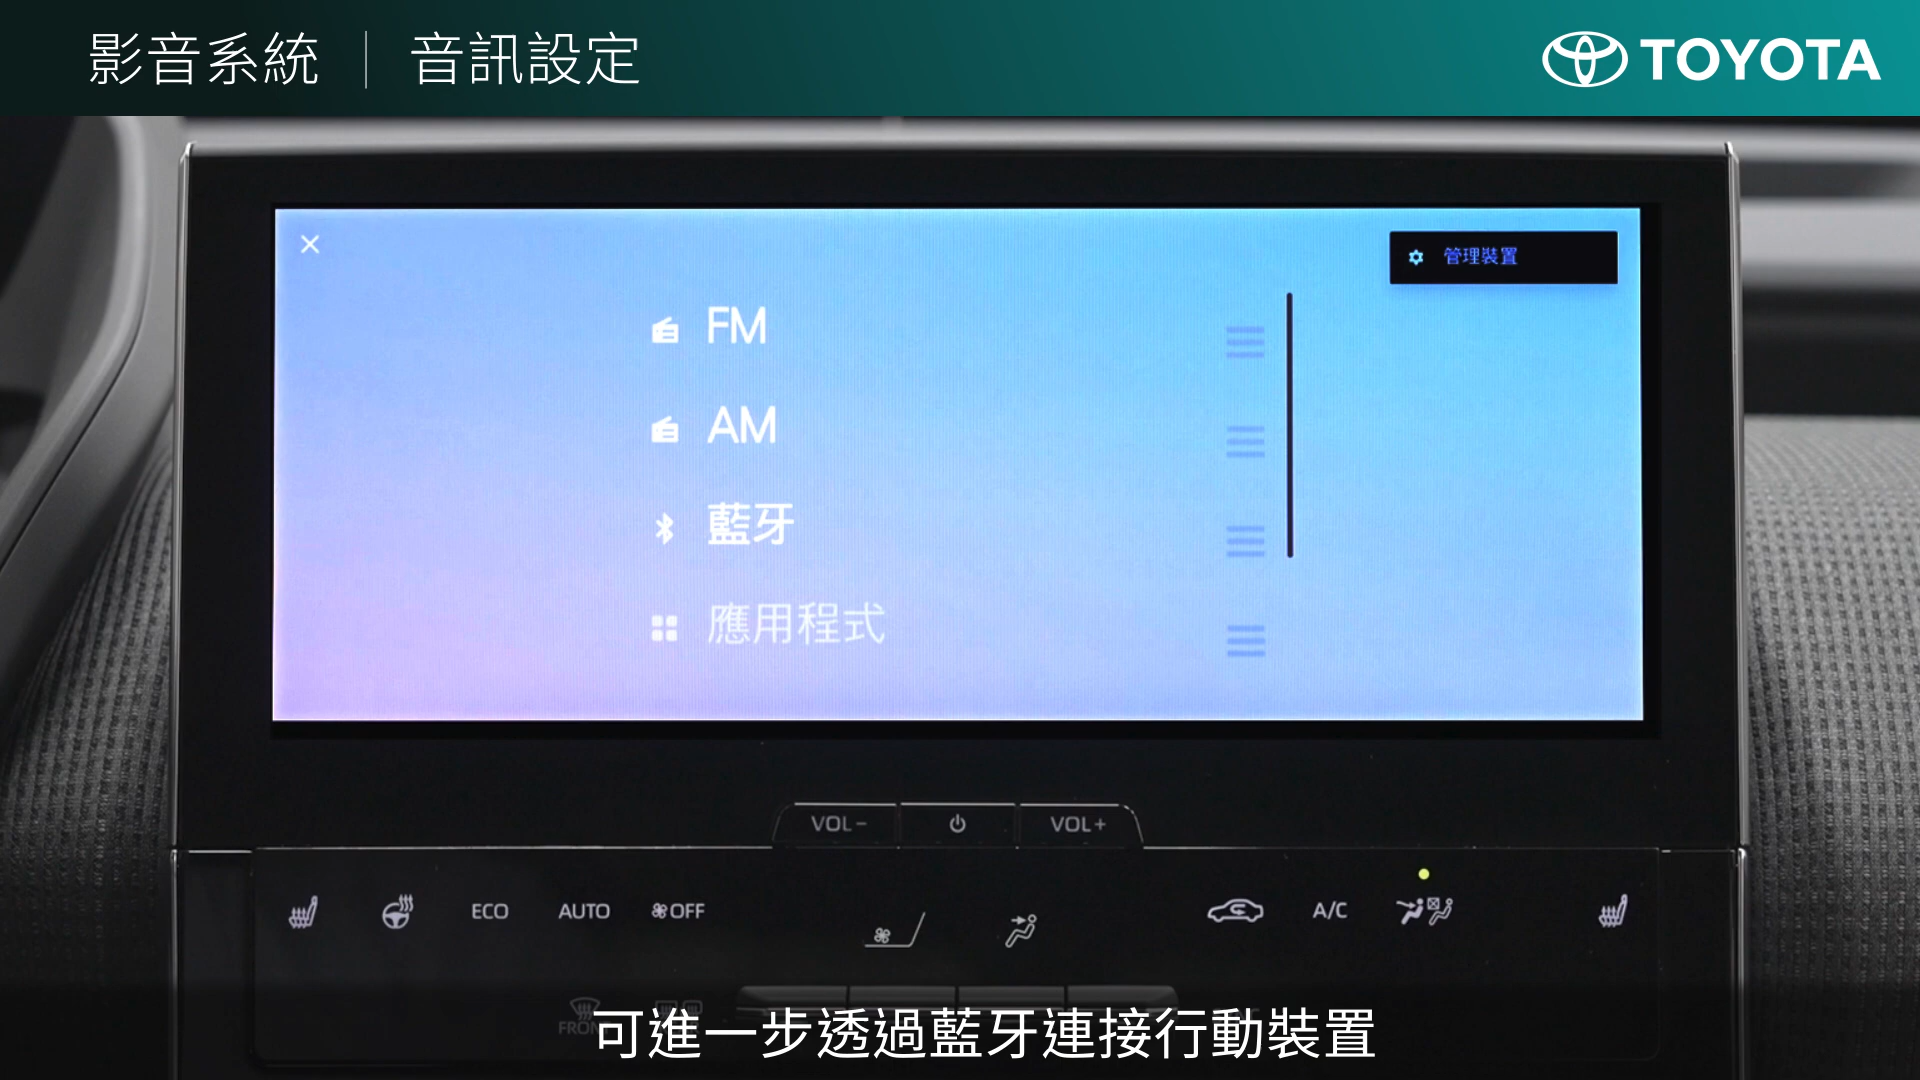 影音系統 | 音訊設定
TOYOTA
管理裝置
FM
AM
藍牙
應用程式
VOL-
VOL+
ECO
AUTO
OFF
A/C
FRONT
可進一步透過藍牙連接行動裝置